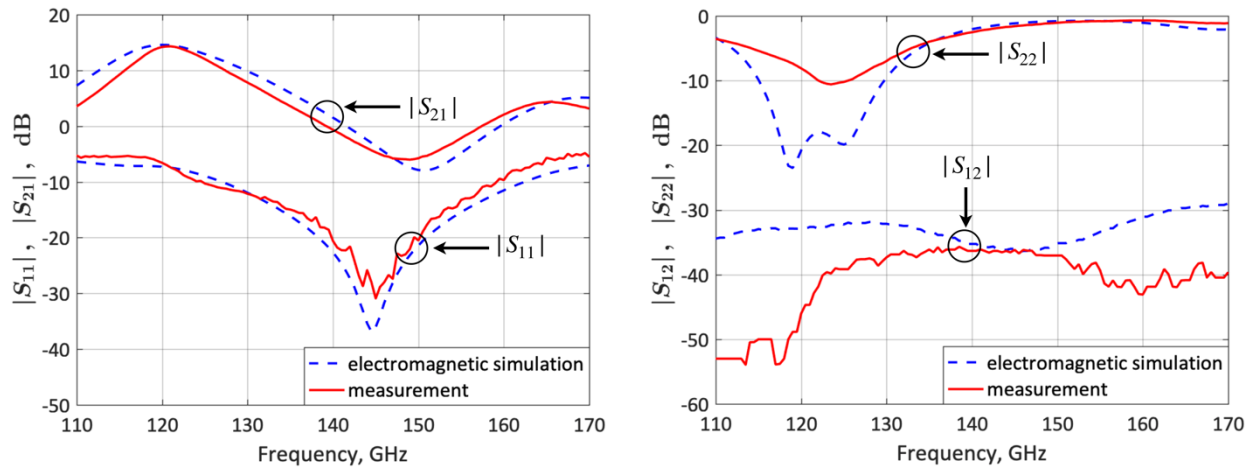 |S11|, |S21|, dB
20
10
0
-10
-20
-30
-40
-50
|S21|
|S11|
electromagnetic simulation
measurement
110 120 130 140 150 160 170
Frequency, GHz
|S12|, |S22|, dB
0
-10
-20
-30
-40
-50
-60
|S22|
|S12|
electromagnetic simulation
measurement
110 120 130 140 150 160 170
Frequency, GHz